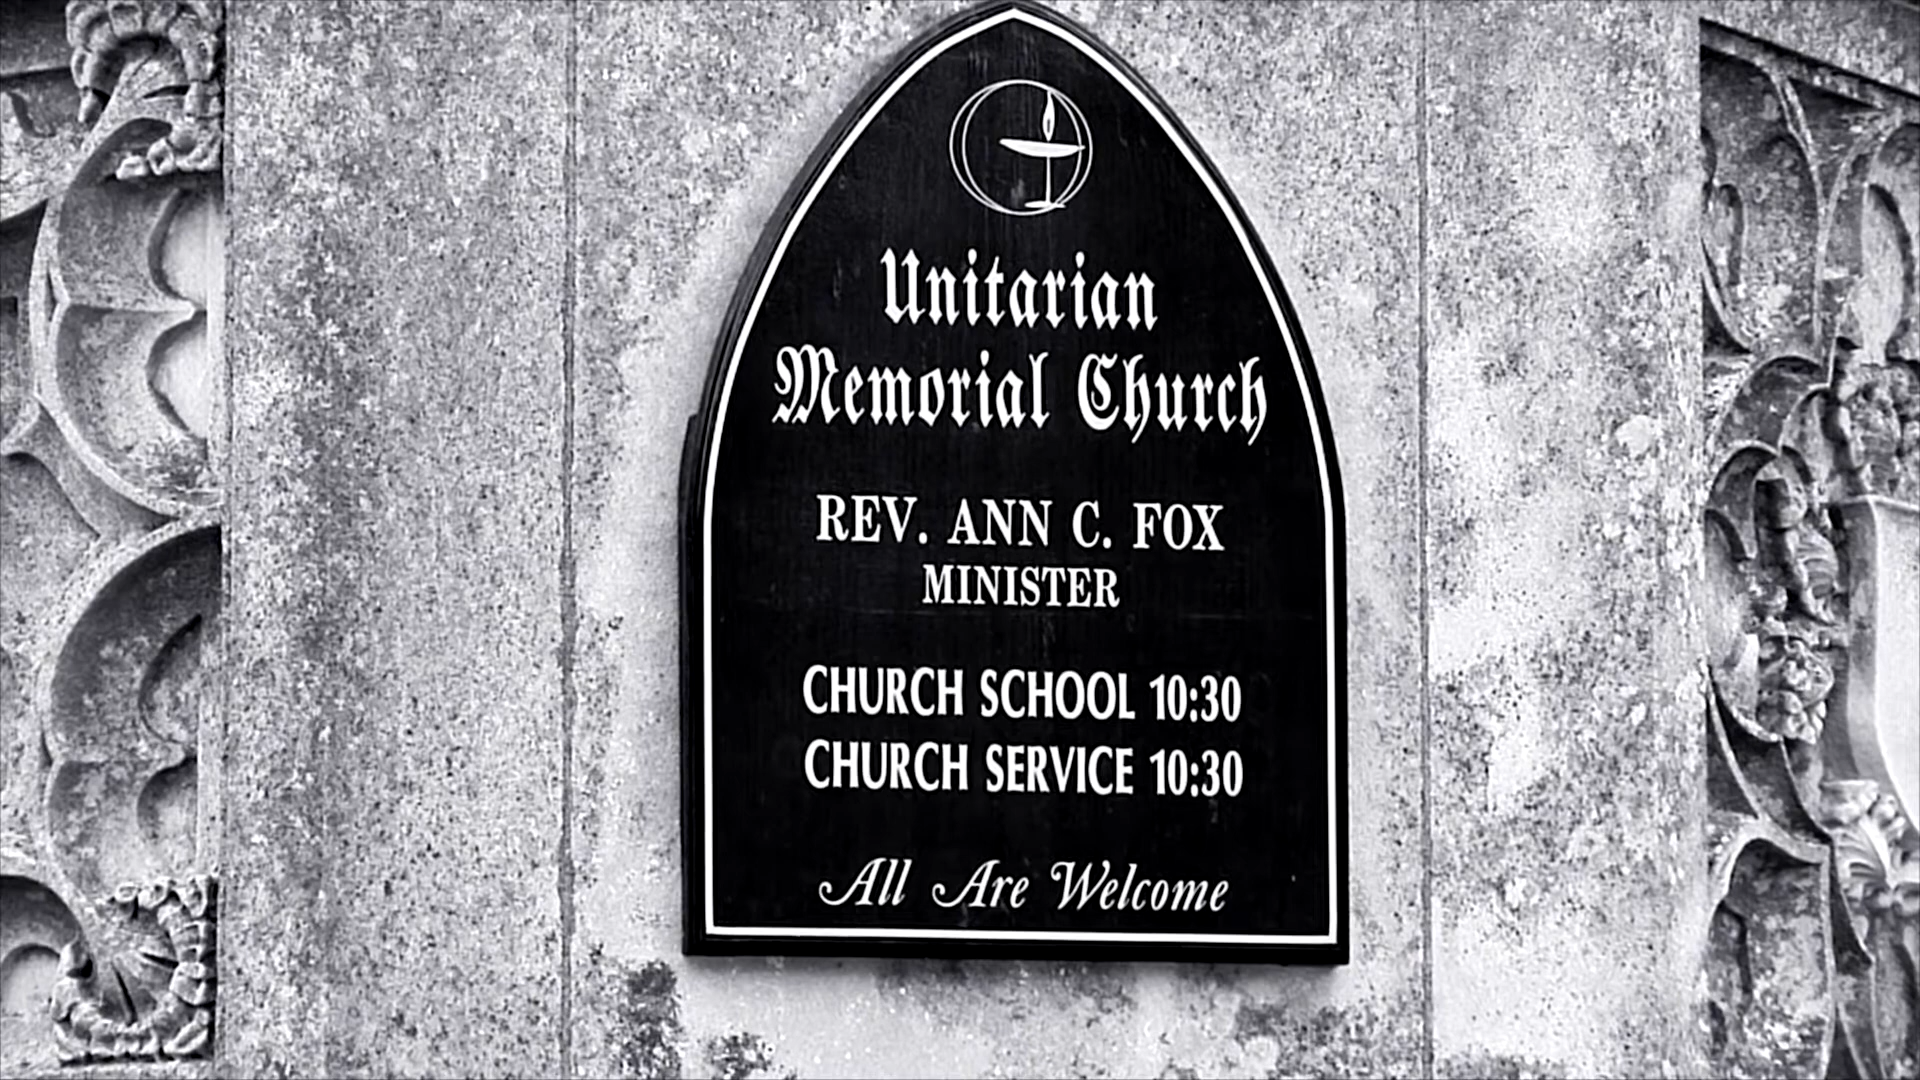 Unitarian
Memorial Church
REV. ANN C. FOX
MINISTER
CHURCH SCHOOL 10:30
CHURCH SERVICE 10:30
All Are Welcome